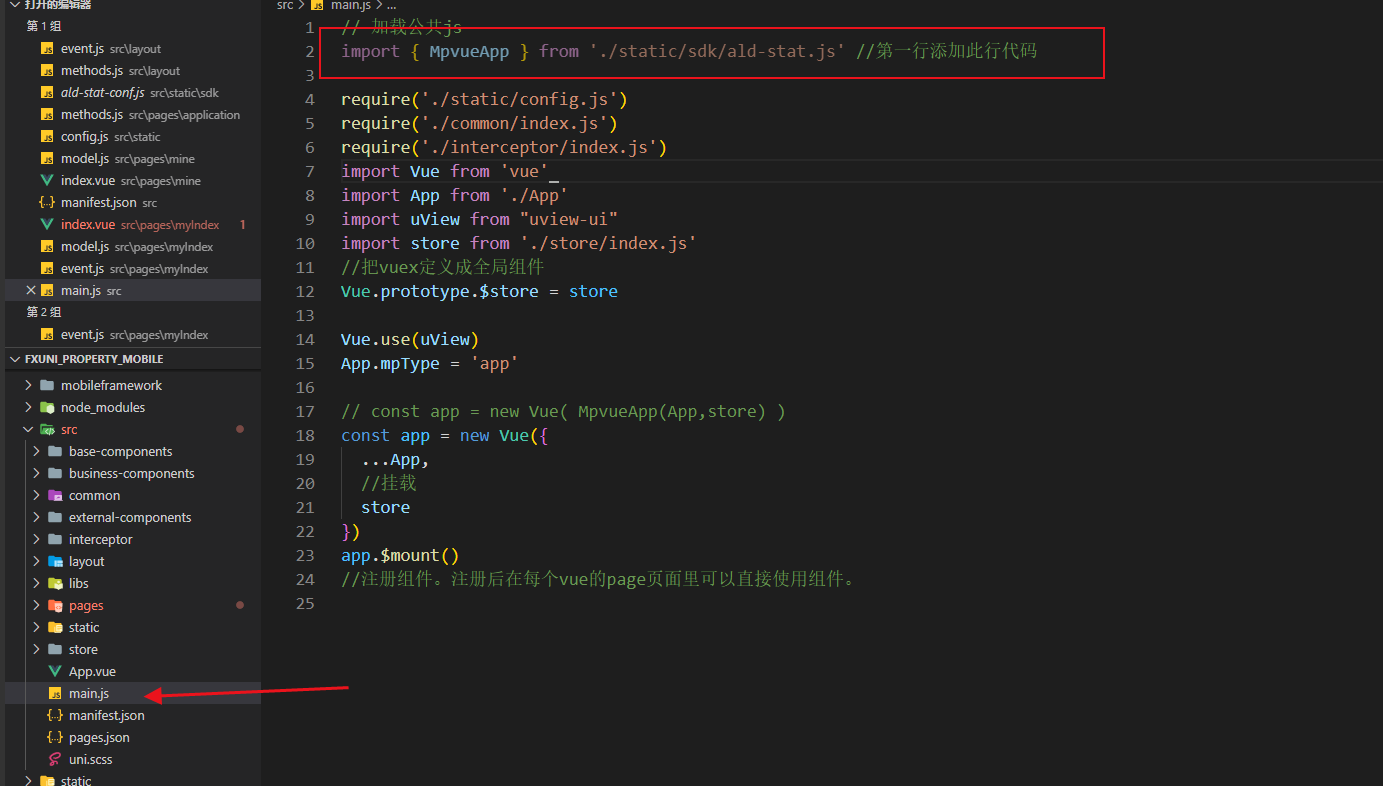 打开的编辑器
第 1 组
event.js src\layout
methods.js src\layout
ald-stat-conf.js src\static\sdk
methods.js src\pages\application
config.js src\static
model.js src\pages\mine
index.vue src\pages\mine
manifest.json src
index.vue src\pages\myIndex 1
model.js src\pages\myIndex
event.js src\pages\myIndex
main.js src
第 2 组
event.js src\pages\myIndex
FXUNI_PROPERTY_MOBILE
mobileframework
node_modules
src
base-components
business-components
common
external-components
interceptor
layout
libs
pages
static
store
App.vue
main.js
manifest.json
pages.json
uni.scss
static
src > main.js > ...
1 // 加载公共js
2 import { MpvueApp } from './static/sdk/ald-stat.js' //第一行添加此行代码
3
4 require('./static/config.js')
5 require('./common/index.js')
6 require('./interceptor/index.js')
7 import Vue from 'vue'
8 import App from './App'
9 import uView from "uview-ui"
10 import store from './store/index.js'
11 //把vuex定义成全局组件
12 Vue.prototype.$store = store
13
14 Vue.use(uView)
15 App.mpType = 'app'
16
17 // const app = new Vue( MpvueApp(App,store) )
18 const app = new Vue({
19 ...App,
20 //挂载
21 store
22 })
23 app.$mount()
24 //注册组件。注册后在每个vue的page页面里可以直接使用组件。
25